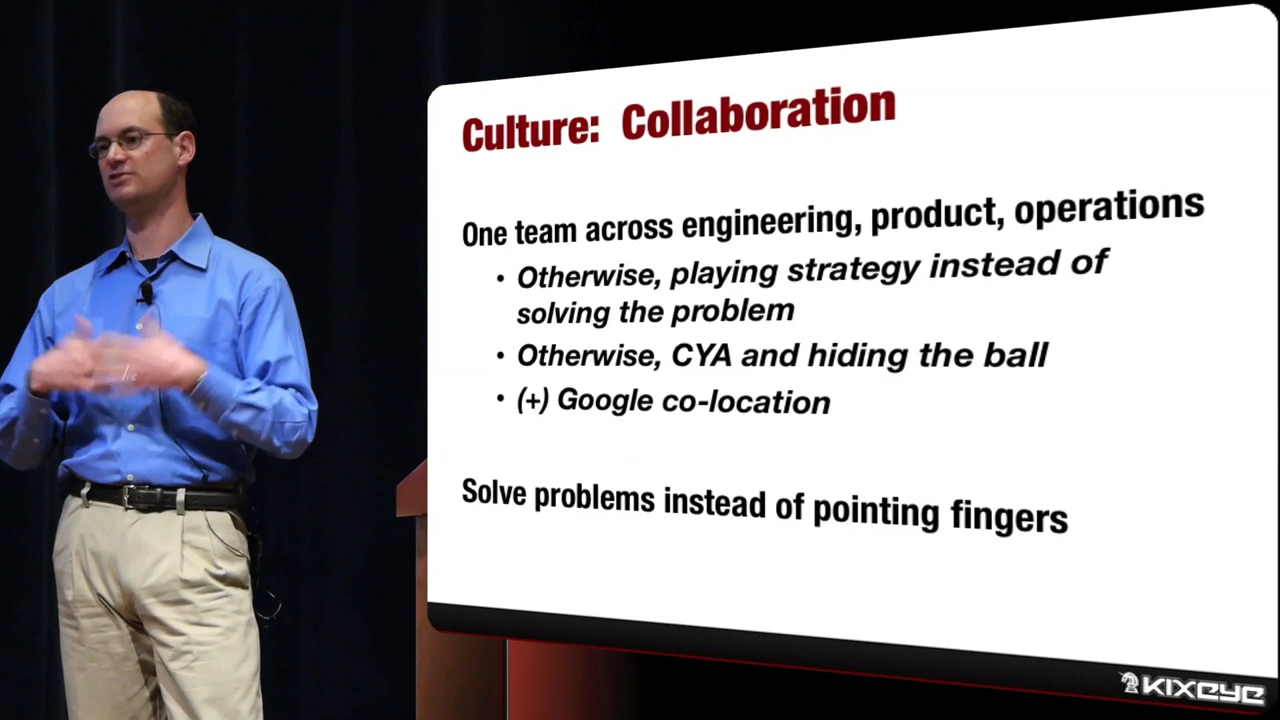 Culture: Collaboration
One team across engineering, product, operations
• Otherwise, playing strategy instead of
solving the problem
• Otherwise, CYA and hiding the ball
• (+) Google co-location
Solve problems instead of pointing fingers
KIXEYE